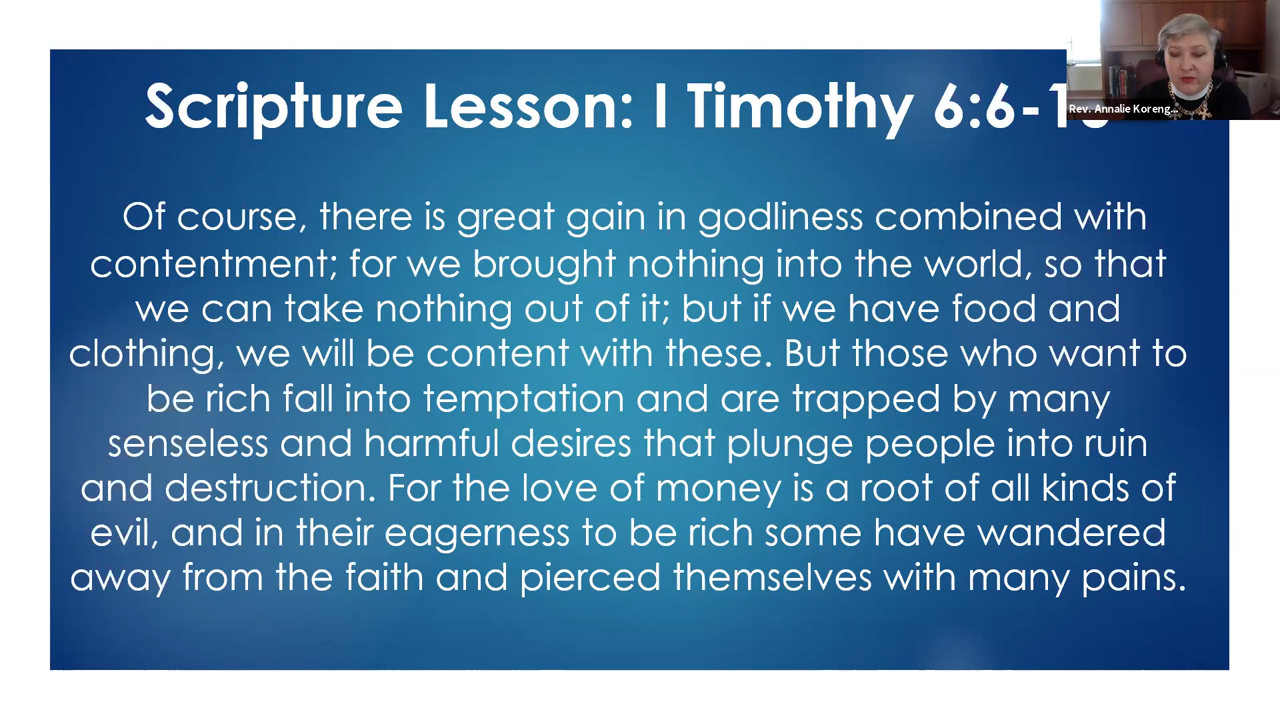 Scripture Lesson: I Timothy 6:6-1
Rev. Annalie Koreng...
Of course, there is great gain in godliness combined with
contentment; for we brought nothing into the world, so that
we can take nothing out of it; but if we have food and
clothing, we will be content with these. But those who want to
be rich fall into temptation and are trapped by many
senseless and harmful desires that plunge people into ruin
and destruction. For the love of money is a root of all kinds of
evil, and in their eagerness to be rich some have wandered
away from the faith and pierced themselves with many pains.